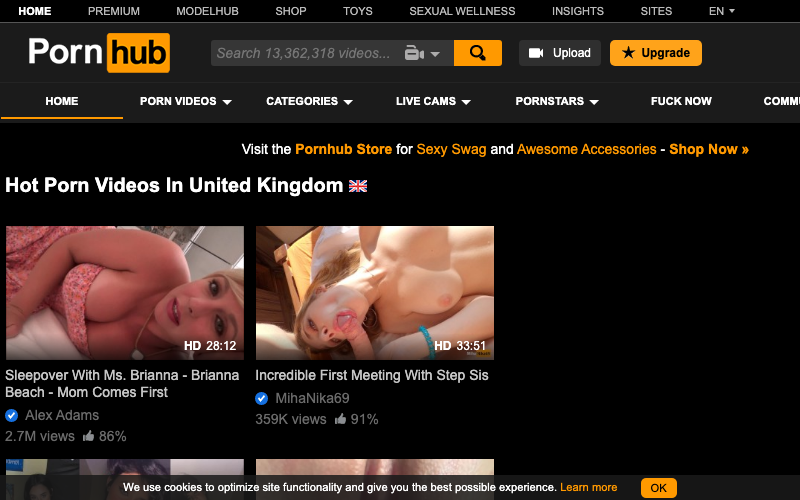 HOME PREMIUM MODELHUB SHOP TOYS SEXUAL WELLNESS INSIGHTS SITES EN
Porn hub
Search 13,362,318 videos...
Upload
Upgrade
HOME PORN VIDEOS CATEGORIES LIVE CAMS PORNSTARS FUCK NOW COMMU
Visit the Pornhub Store for Sexy Swag and Awesome Accessories - Shop Now »
Hot Porn Videos In United Kingdom
HD 28:12
HD 33:51
Sleepover With Ms. Brianna - Brianna
Beach - Mom Comes First
Alex Adams
2.7M views 86%
Incredible First Meeting With Step Sis
MihaNika69
359K views 91%
We use cookies to optimize site functionality and give you the best possible experience. Learn more
OK